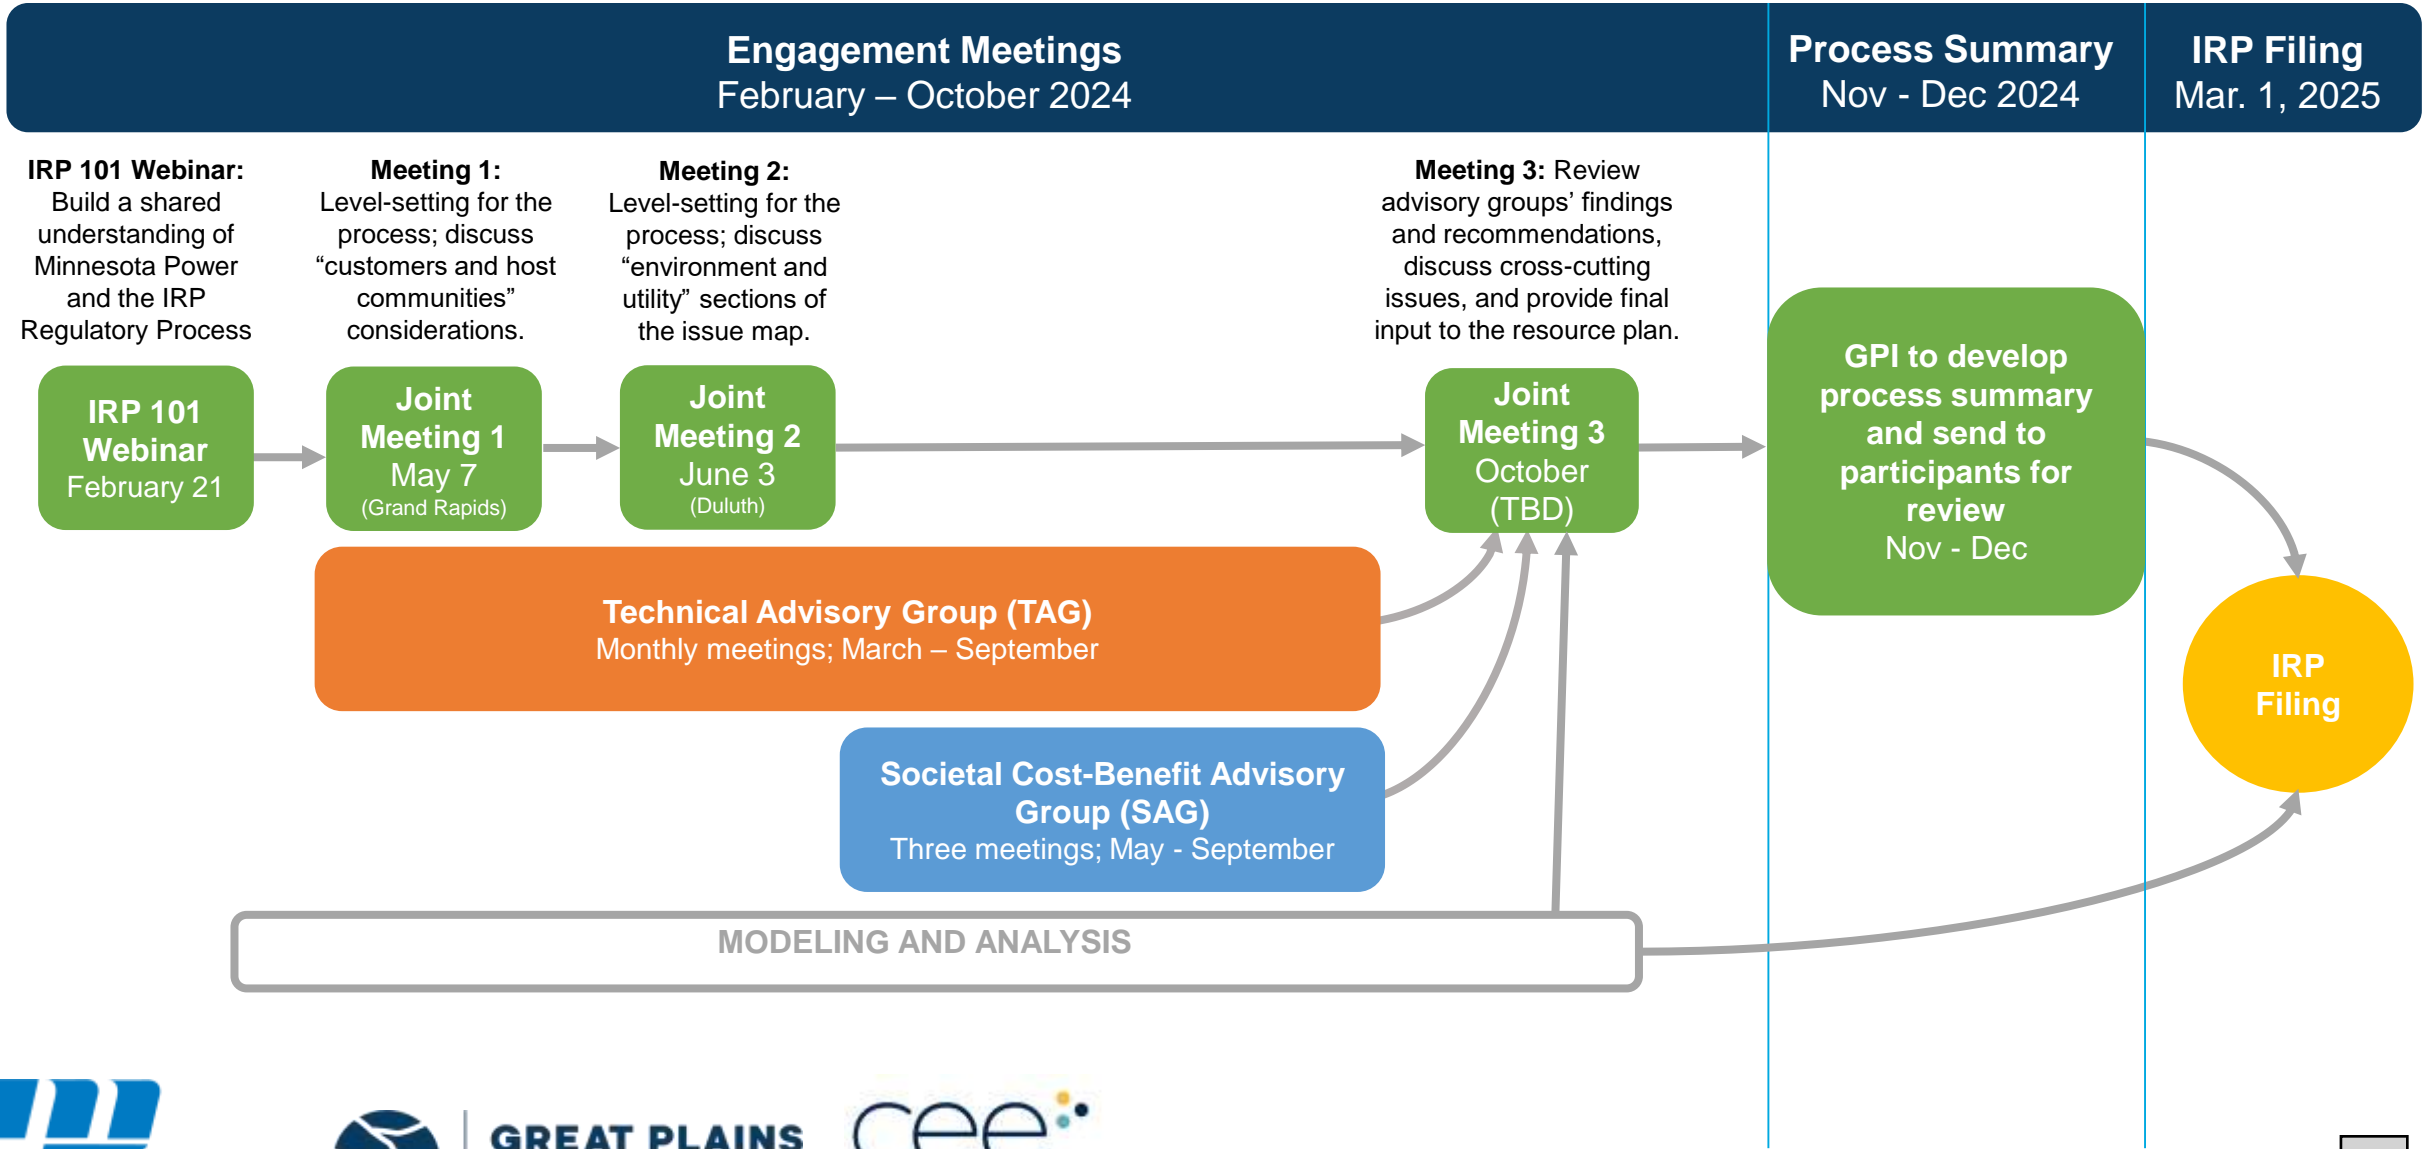 Engagement Meetings
February – October 2024
Process Summary
Nov - Dec 2024
IRP Filing
Mar. 1, 2025
IRP 101 Webinar:
Build a shared
understanding of
Minnesota Power
and the IRP
Regulatory Process
Meeting 1:
Level-setting for the
process; discuss
“customers and host
communities”
considerations.
Meeting 2:
Level-setting for the
process; discuss
“environment and
utility” sections of
the issue map.
Meeting 3: Review
advisory groups’ findings
and recommendations,
discuss cross-cutting
issues, and provide final
input to the resource plan.
IRP 101
Webinar
February 21
Joint
Meeting 1
May 7
(Grand Rapids)
Joint
Meeting 2
June 3
(Duluth)
Joint
Meeting 3
October
(TBD)
GPI to develop
process summary
and send to
participants for
review
Nov - Dec
Technical Advisory Group (TAG)
Monthly meetings; March – September
Societal Cost-Benefit Advisory
Group (SAG)
Three meetings; May - September
IRP
Filing
MODELING AND ANALYSIS
GREAT PLAINS
cee